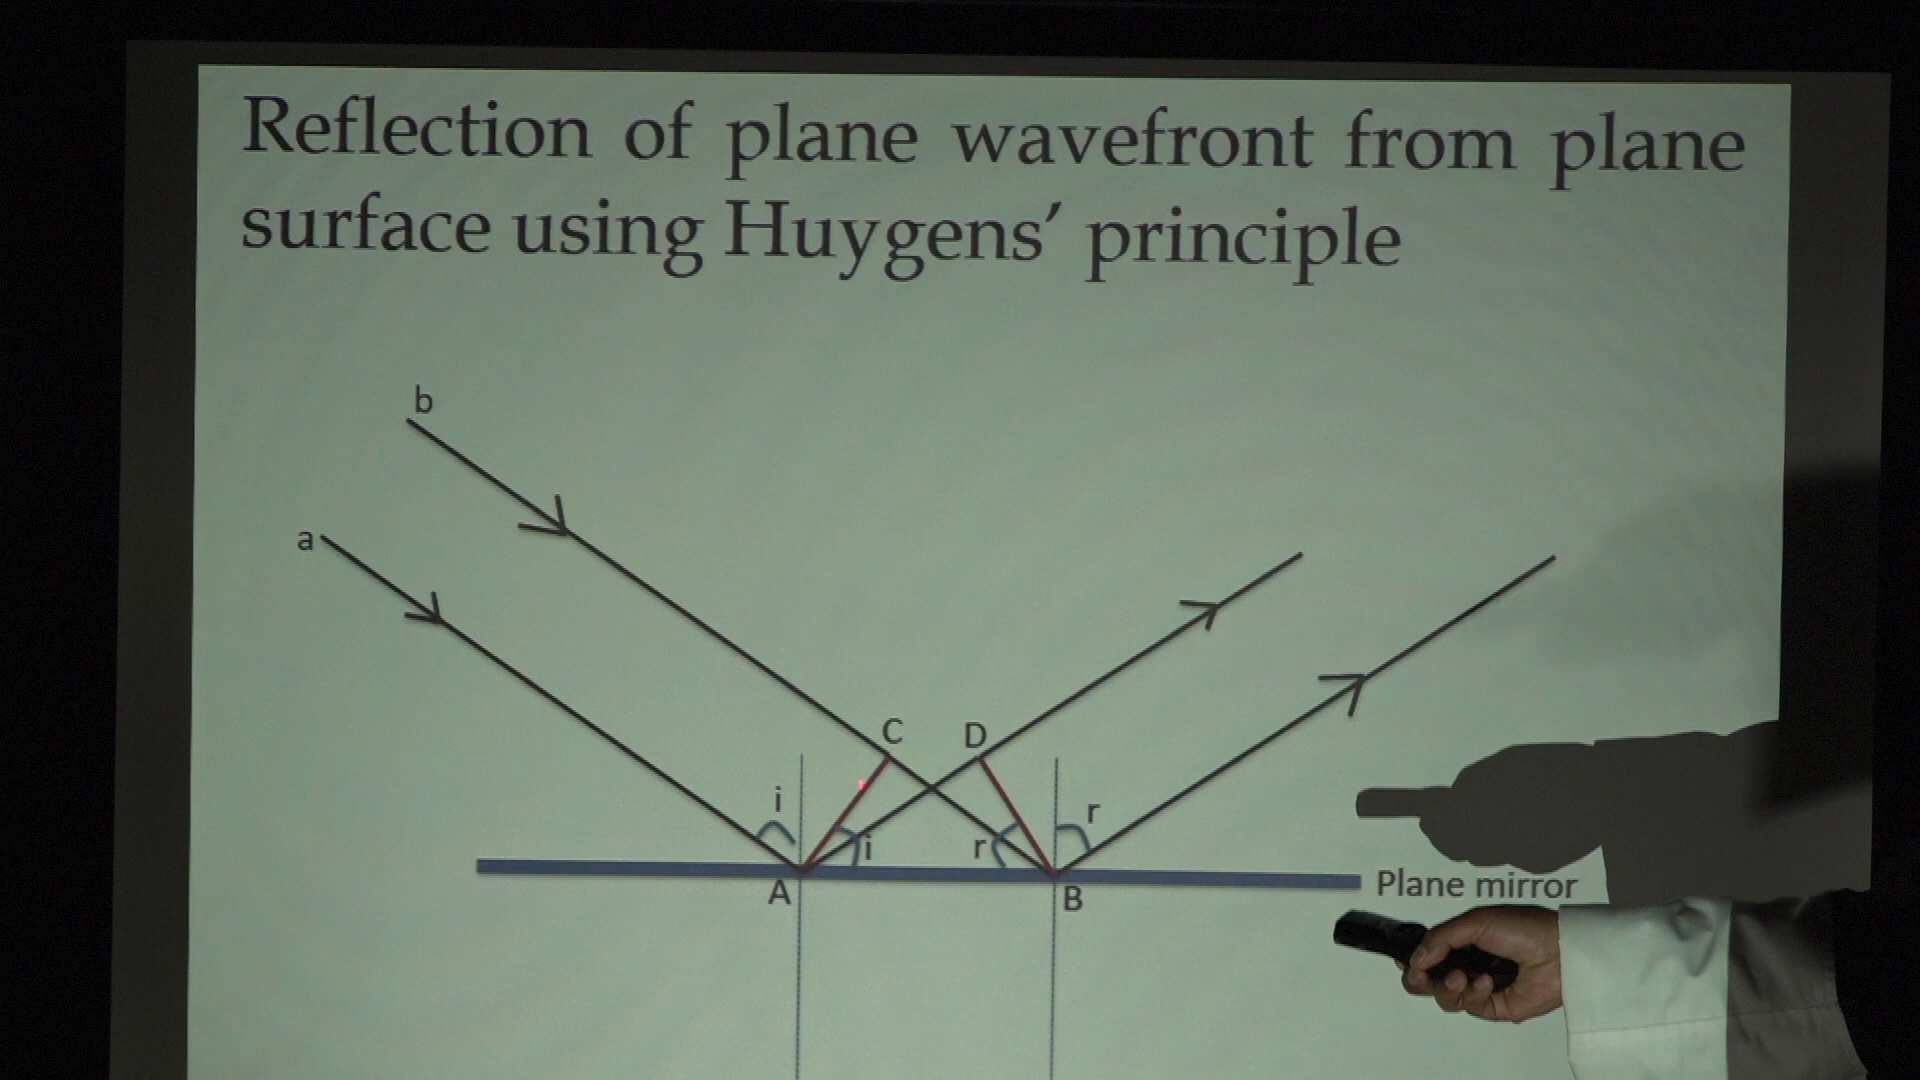 Reflection of plane wavefront from plane
surface using Huygens’ principle
b
a
C D
i
r
i
r
A
B
Plane mirror